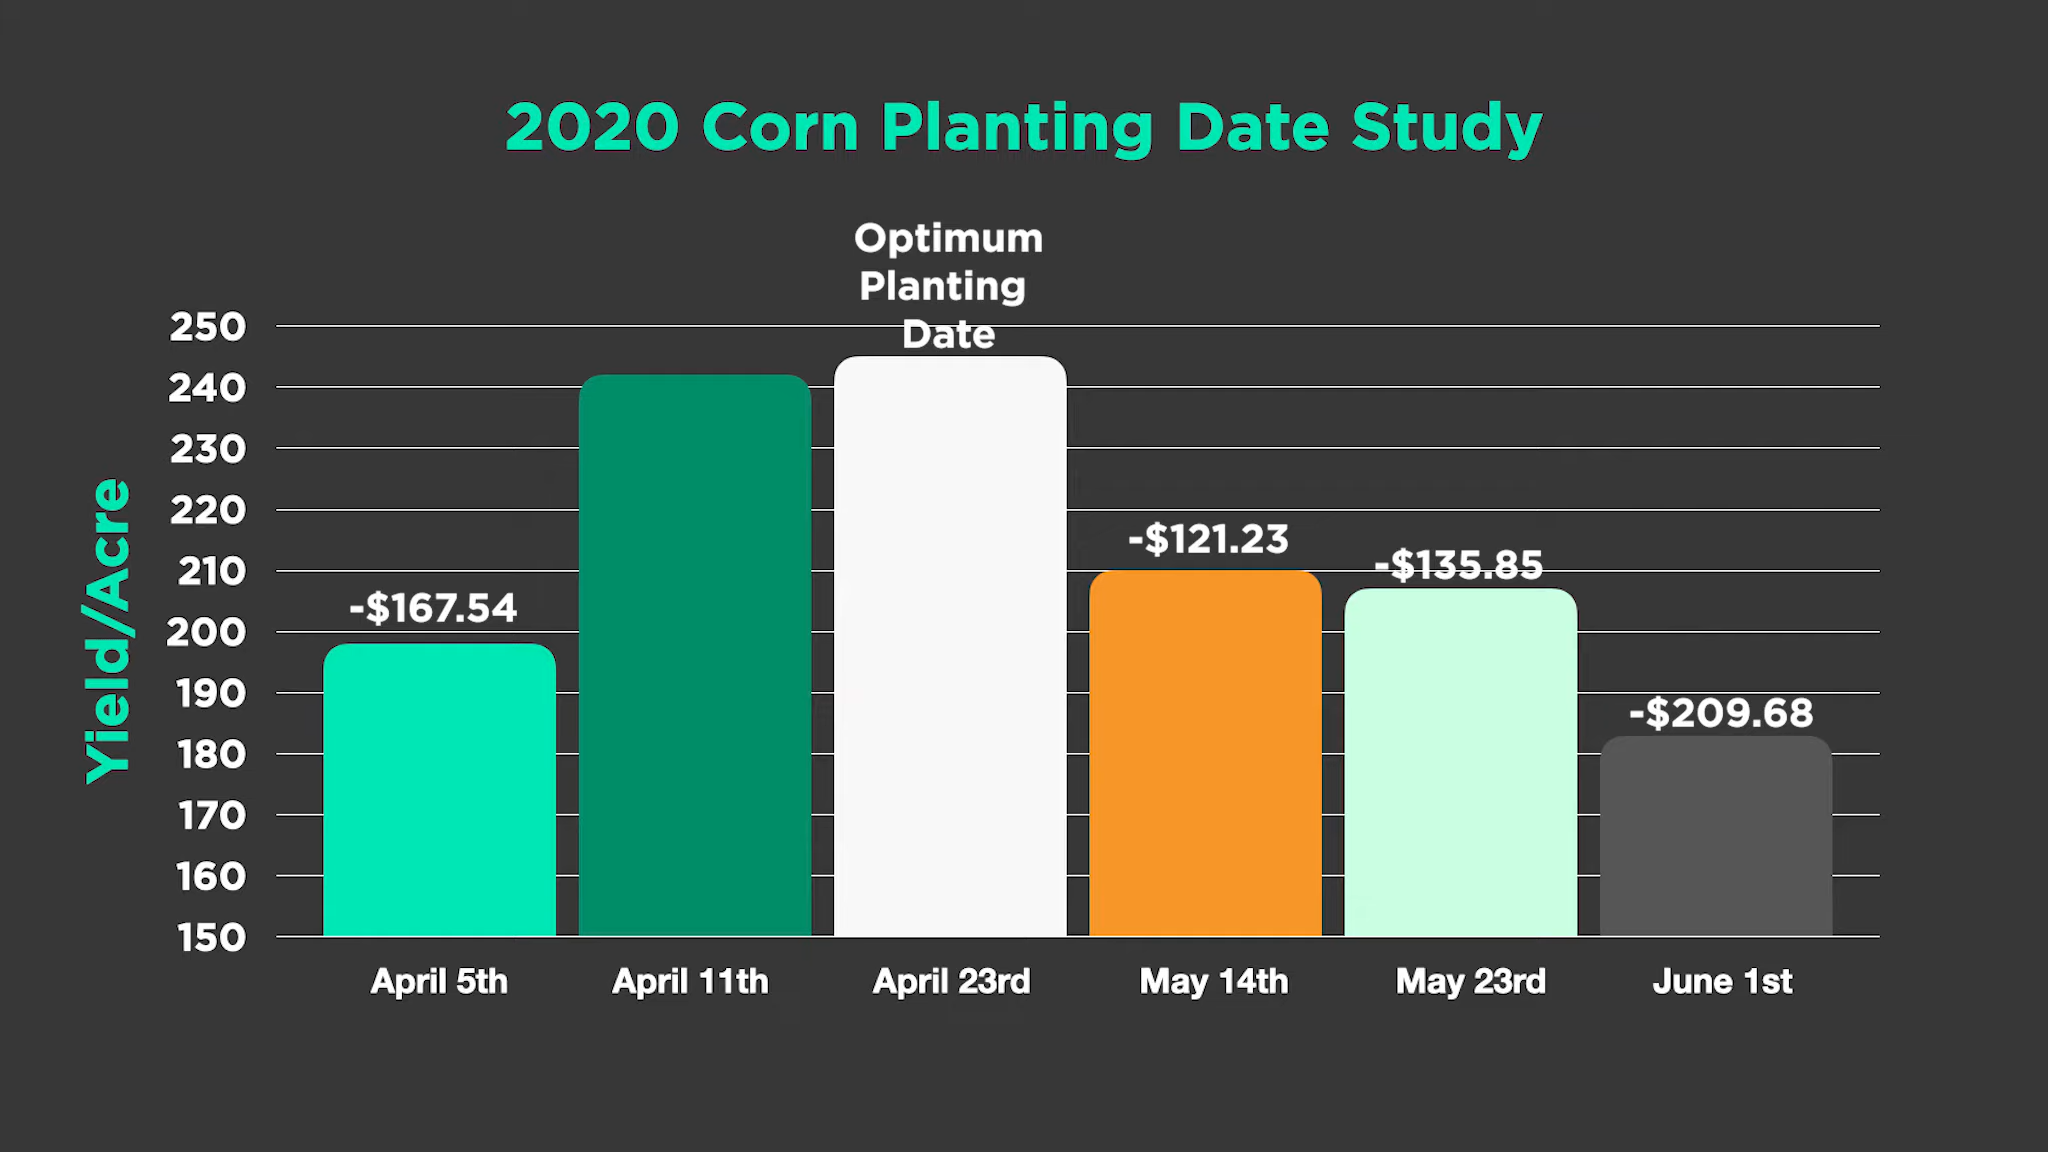 2020 Corn Planting Date Study
Optimum
Planting
Date
250
240
230
220
210
200
190
180
170
160
150
Yield/Acre
-$167.54
-$121.23
-$135.85
-$209.68
April 5th
April 11th
April 23rd
May 14th
May 23rd
June 1st